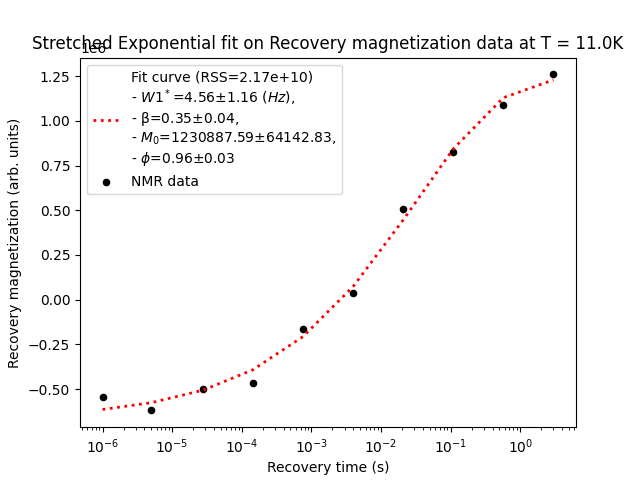 Stretched Exponential fit on Recovery magnetization data at T = 11.0K
1e6
Fit curve (RSS=2.17e+10)
- W1* =4.56±1.16 (Hz),
- β=0.35±0.04,
- M₀=1230887.59±64142.83,
- ϕ=0.96±0.03
NMR data
Recovery magnetization (arb. units)
1.25
1.00
0.75
0.50
0.25
0.00
−0.25
−0.50
10⁻⁶ 10⁻⁵ 10⁻⁴ 10⁻³ 10⁻² 10⁻¹ 10⁰
Recovery time (s)